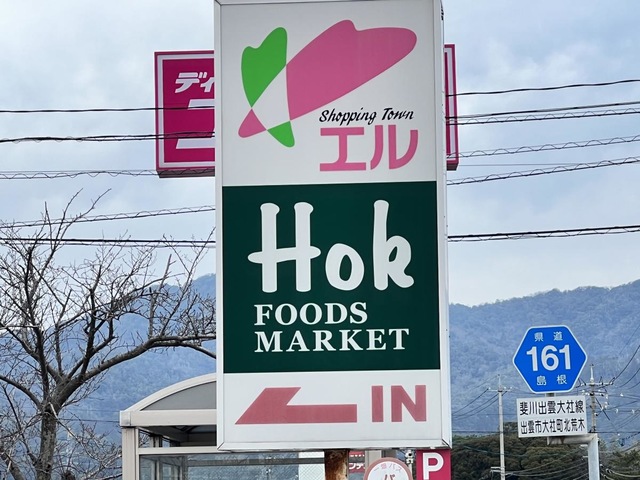 ディ
Shopping Town
エル
Hok
FOODS
MARKET
IN
県道
161
島根
斐川出雲大社線
出雲市大社町北荒木
P